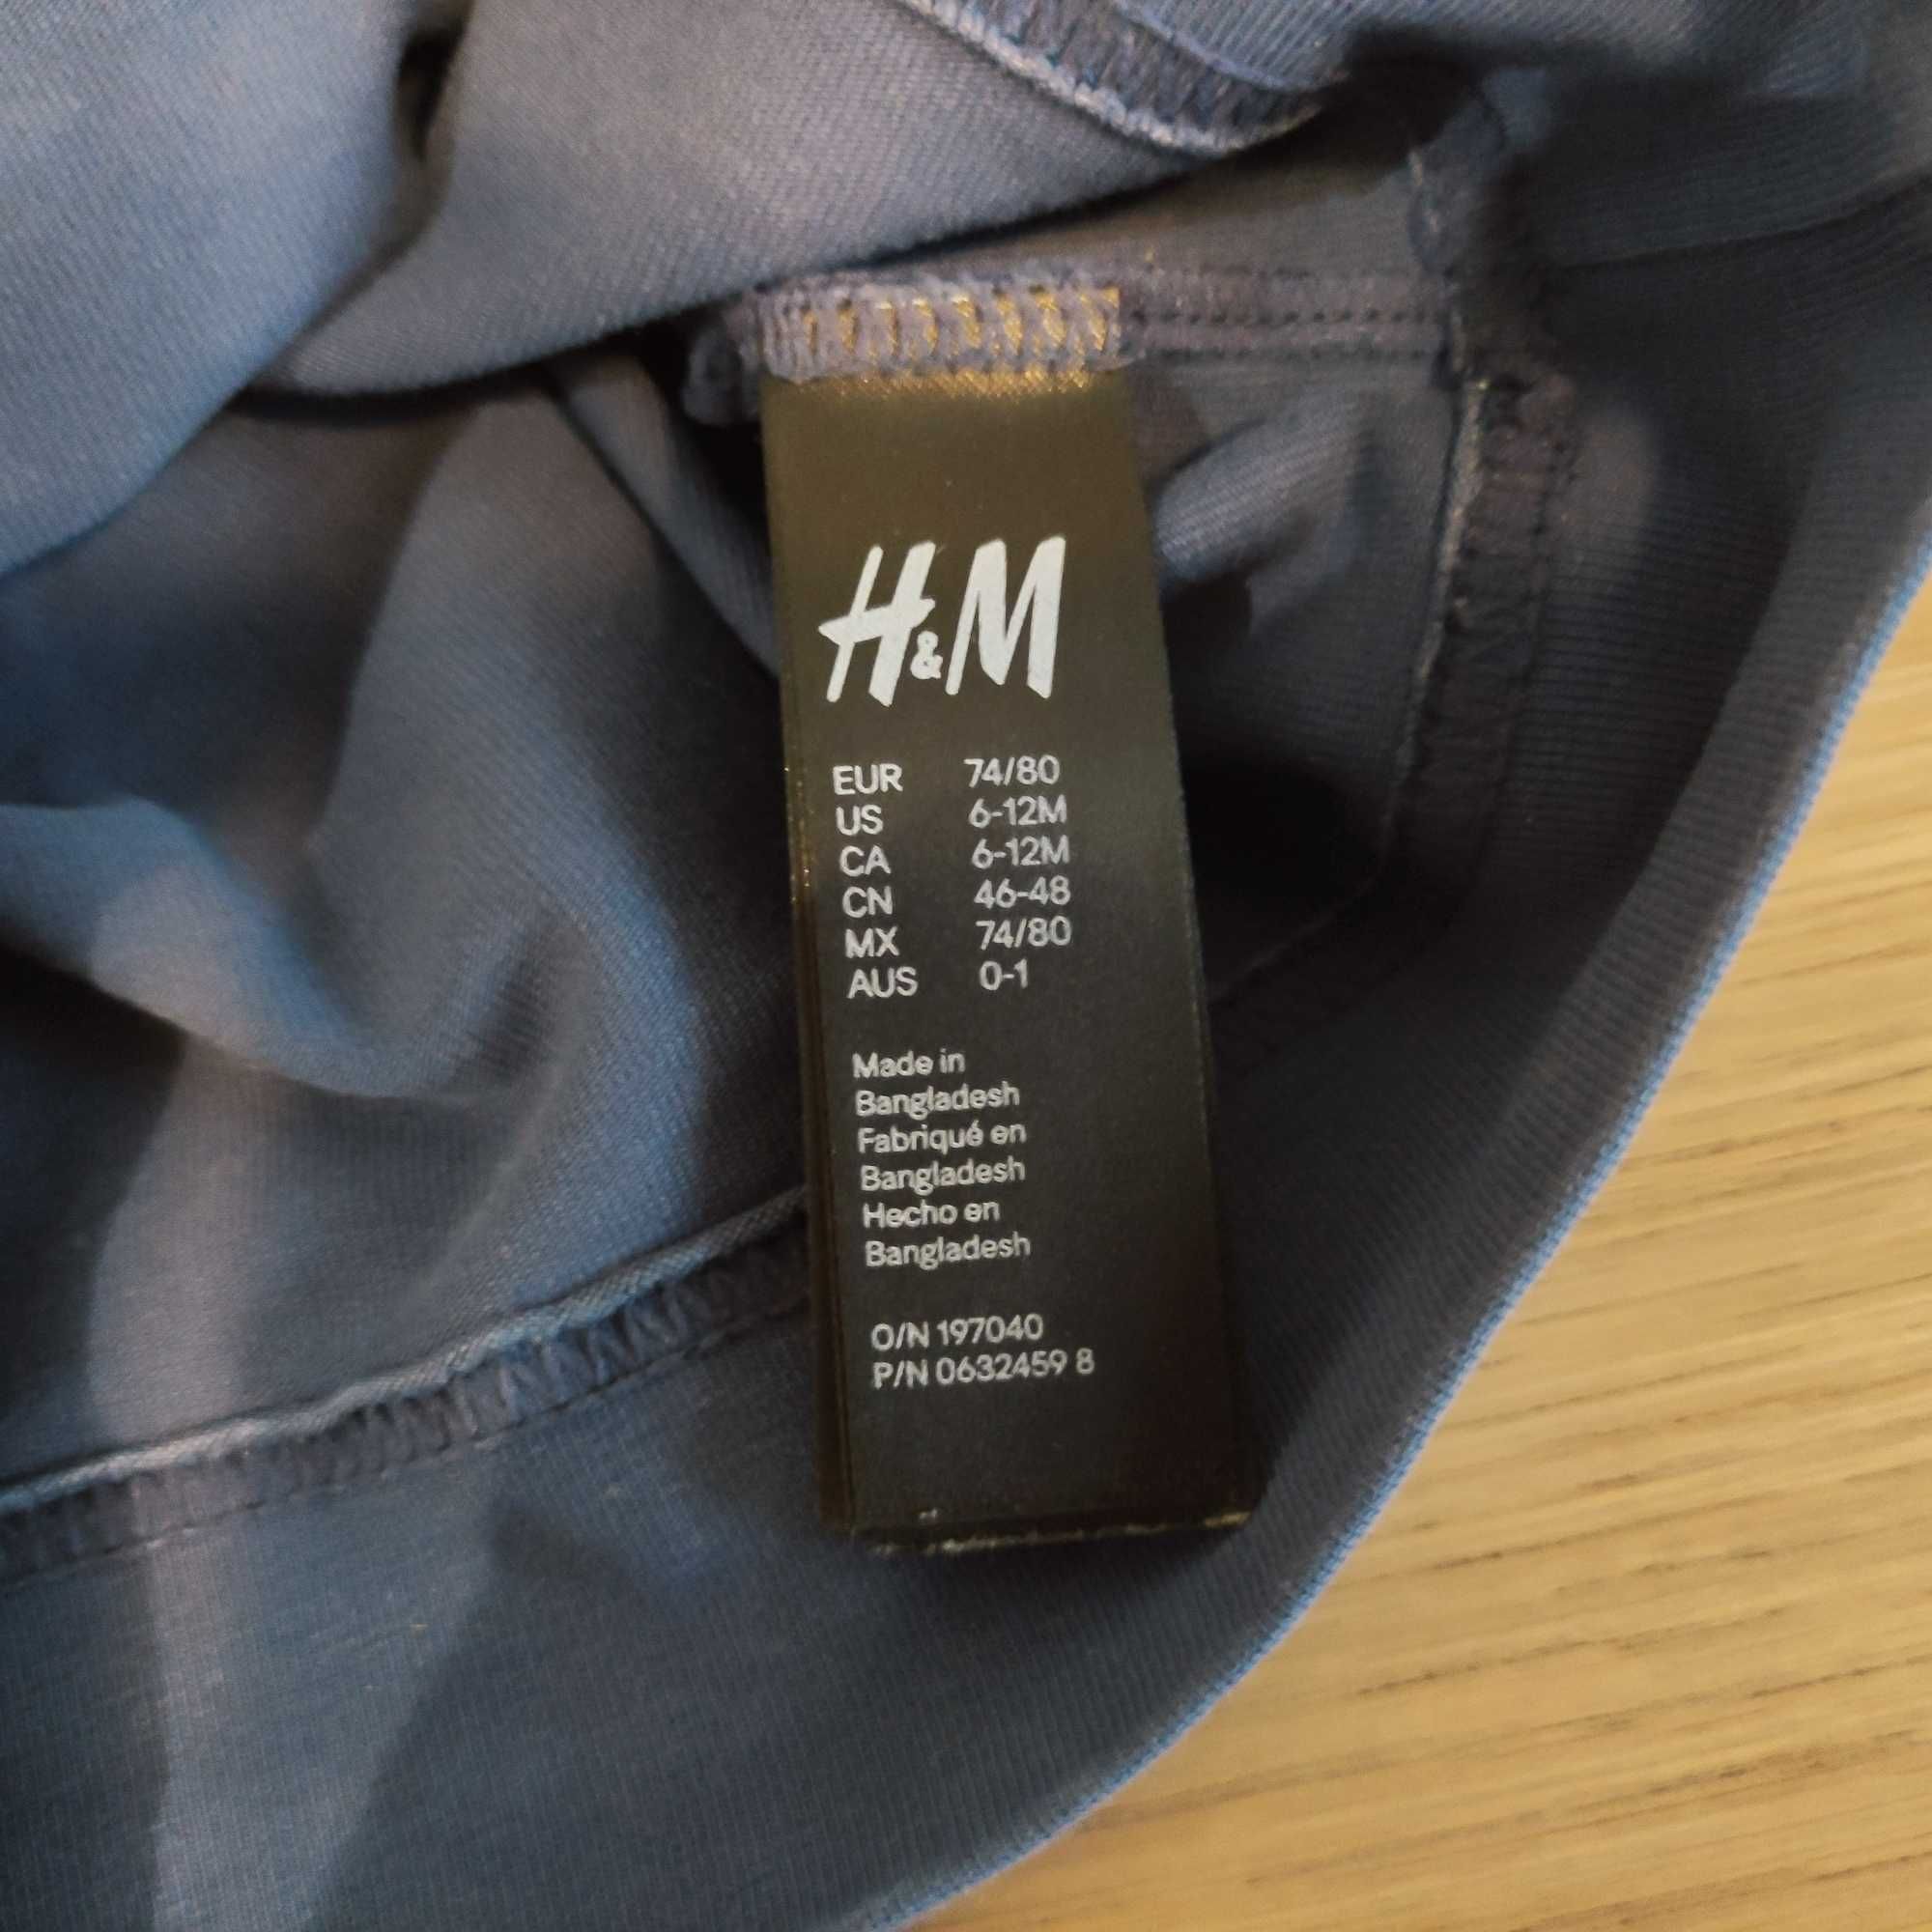 H&M
EUR 74/80
US 6-12M
CA 6-12M
CN 46-48
MX 74/80
AUS 0-1
Made in
Bangladesh
Fabriqué en
Bangladesh
Hecho en
Bangladesh
O/N 197040
P/N 0632459 8